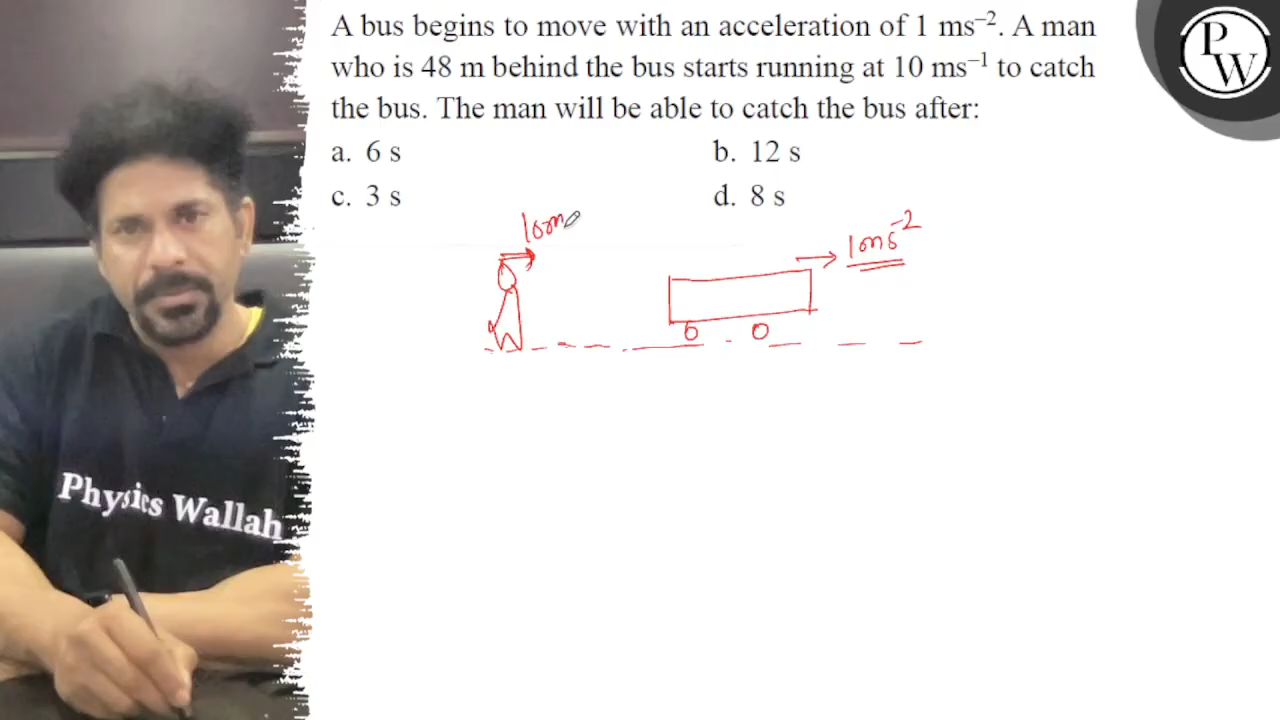 A bus begins to move with an acceleration of 1 ms⁻². A man
who is 48 m behind the bus starts running at 10 ms⁻¹ to catch
the bus. The man will be able to catch the bus after:
a. 6 s
b. 12 s
c. 3 s
d. 8 s
10m
1ms⁻²
Physics Wallah
P
W